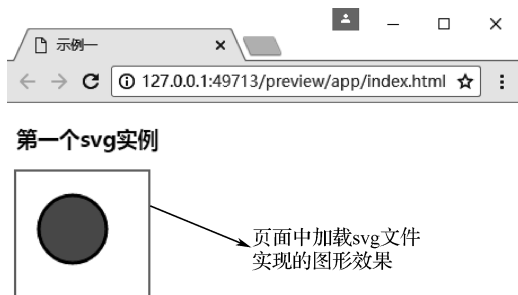 示例一
127.0.0.1:49713/preview/app/index.html
第一个svg实例
页面中加载svg文件
实现的图形效果